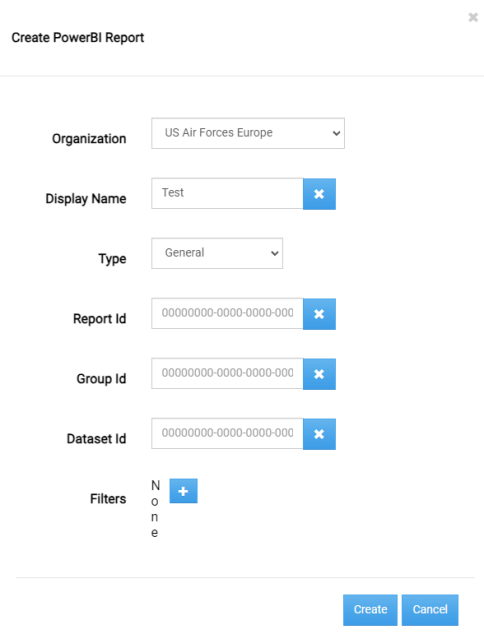 Create PowerBI Report
Organization
US Air Forces Europe
Display Name
Test
Type
General
Report Id
00000000-0000-0000-000
Group Id
00000000-0000-0000-000
Dataset Id
00000000-0000-0000-000
Filters
N
o
n
e
Create
Cancel